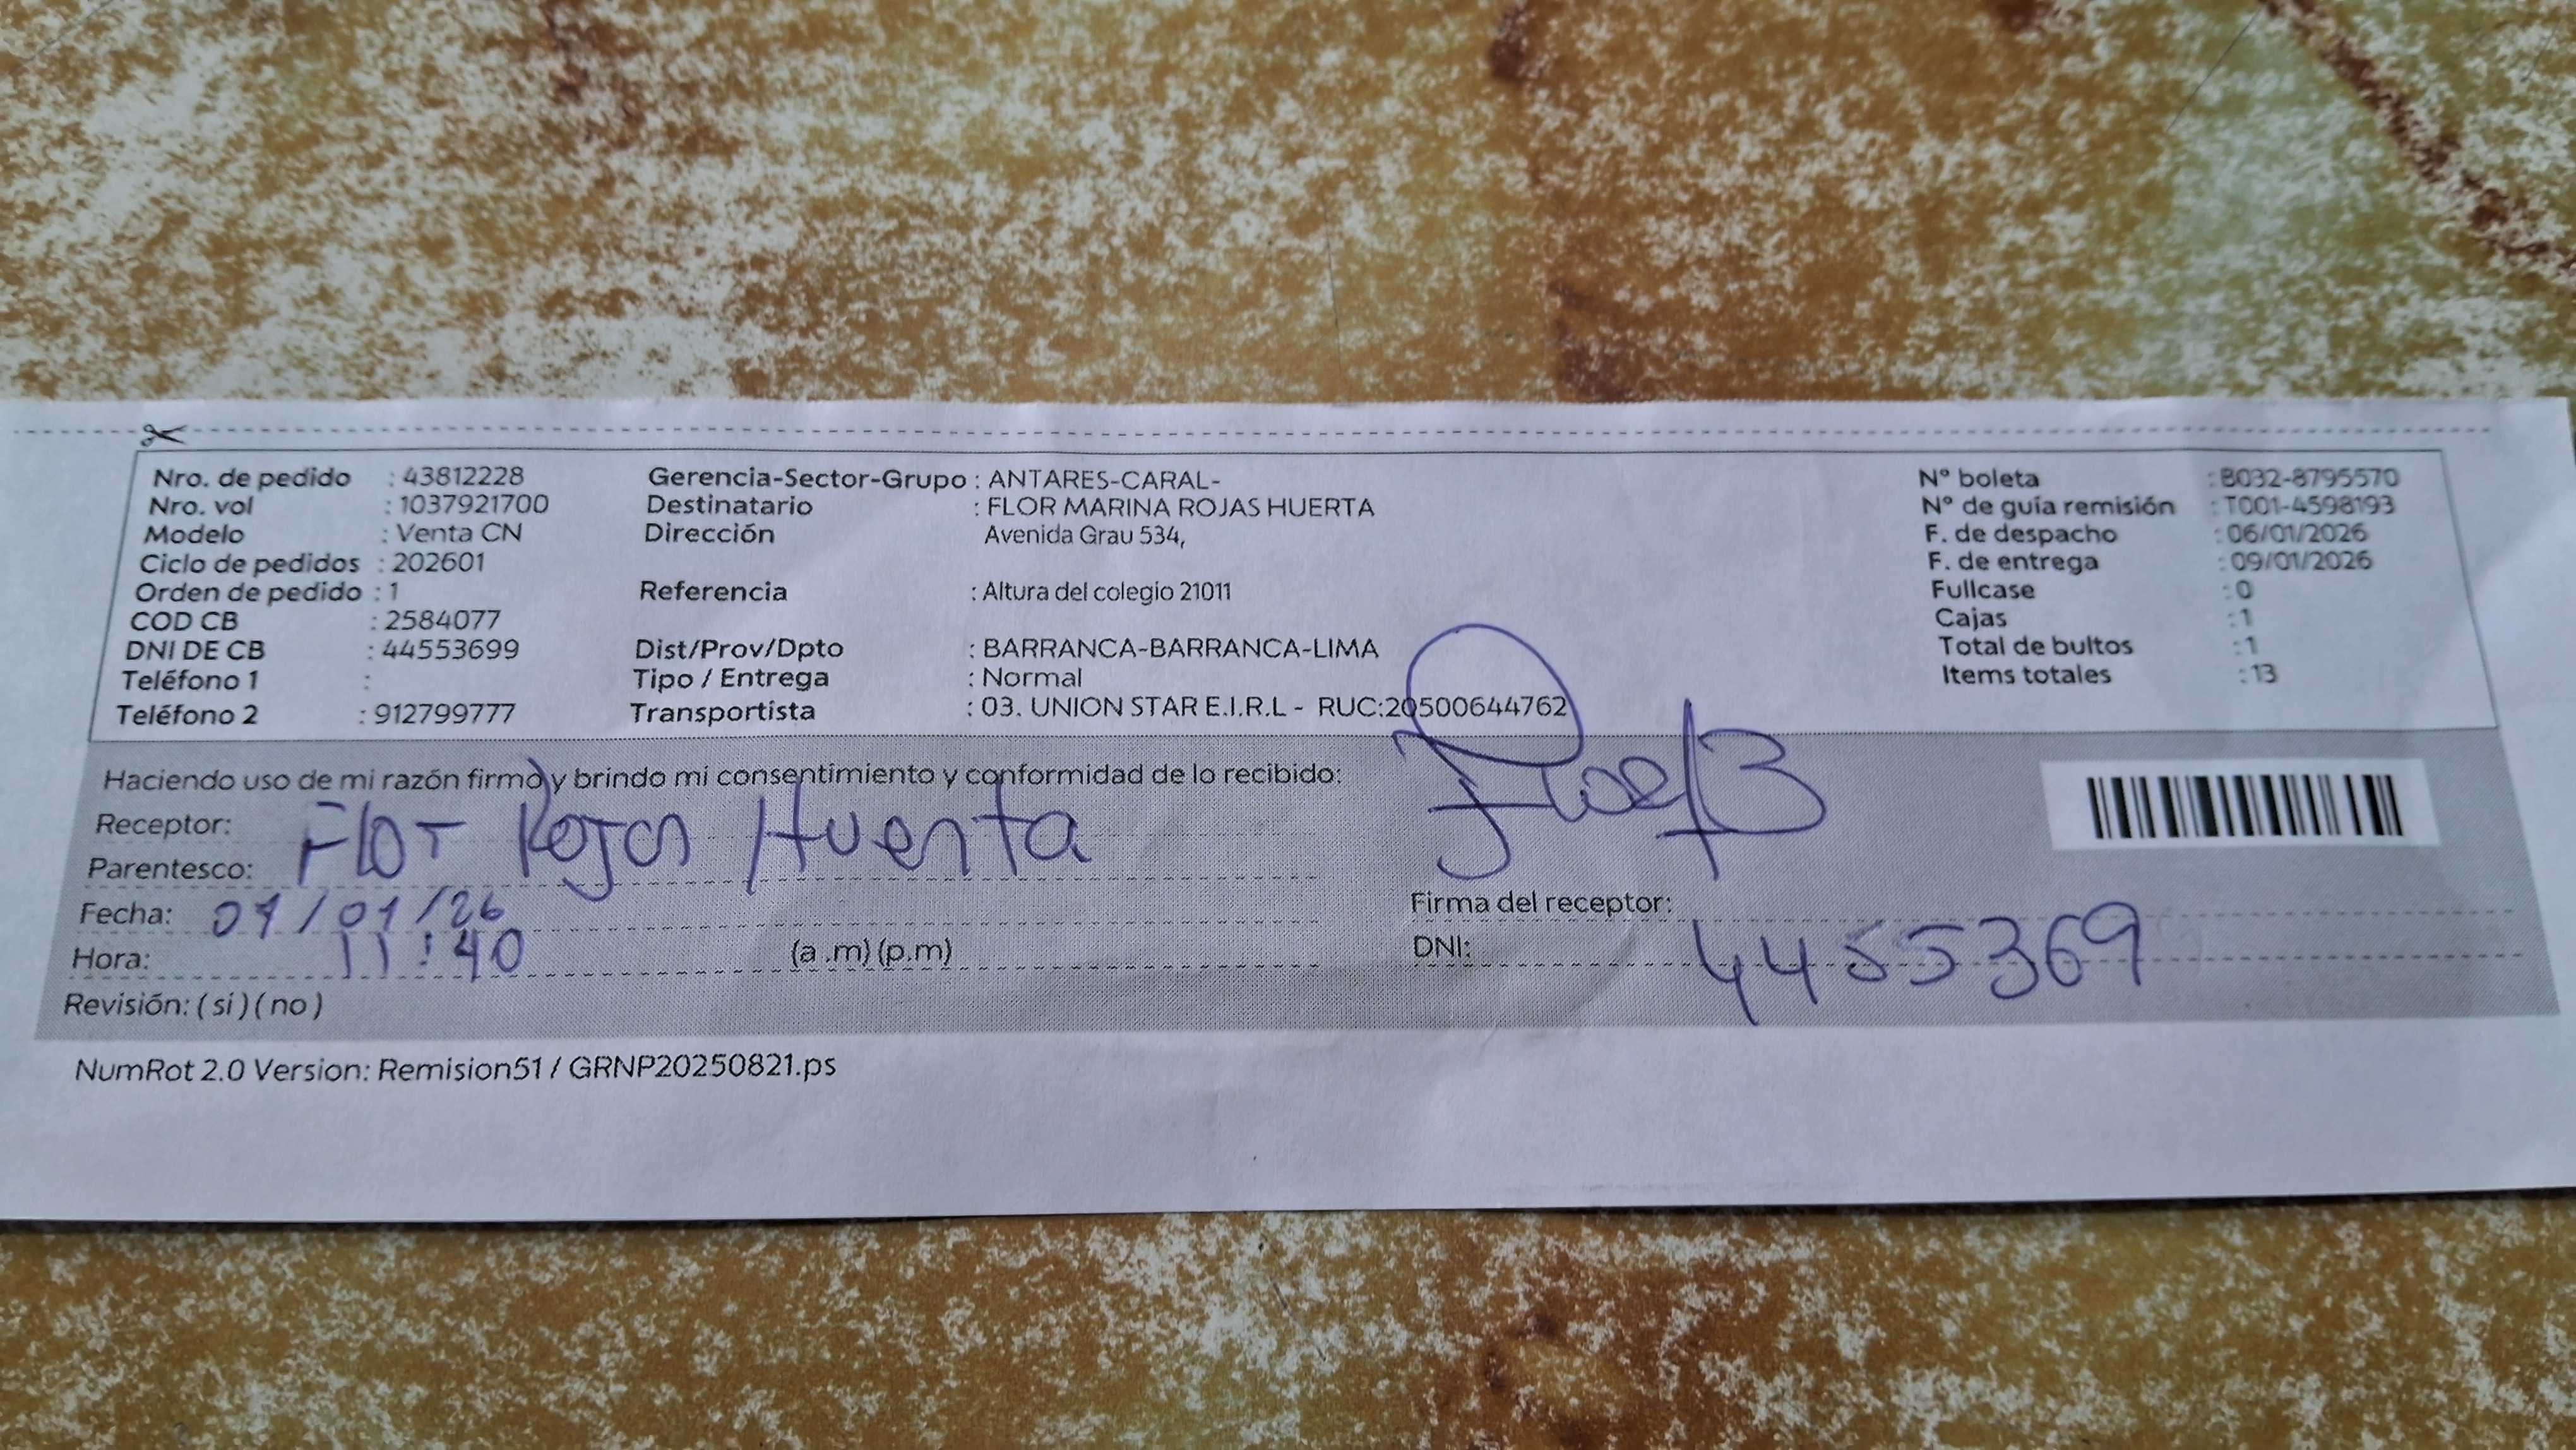 Nro. de pedido : 43812228
Nro. vol : 1037921700
Modelo : Venta CN
Ciclo de pedidos : 202601
Orden de pedido : 1
COD CB : 2584077
DNI DE CB : 44553699
Teléfono 1 :
Teléfono 2 : 912799777
Gerencia-Sector-Grupo : ANTARES-CARAL-
Destinatario : FLOR MARINA ROJAS HUERTA
Dirección Avenida Grau 534,
Referencia : Altura del colegio 21011
Dist/Prov/Dpto : BARRANCA-BARRANCA-LIMA
Tipo / Entrega : Normal
Transportista : 03. UNION STAR E.I.R.L - RUC:20500644762
N° boleta : B032-8795570
N° de guía remisión : T001-4598193
F. de despacho : 06/01/2026
F. de entrega : 09/01/2026
Fullcase : 0
Cajas : 1
Total de bultos : 1
Items totales : 13
Haciendo uso de mi razón firmo y brindo mi consentimiento y conformidad de lo recibido:
Receptor: Flor Rojas Huerta
Parentesco:
Fecha: /01/26
Hora: 11:40 (a .m) (p.m)
Revisión: ( si ) ( no )
Firma del receptor:
DNI: 4455369
NumRot 2.0 Version: Remision51 / GRNP20250821.ps